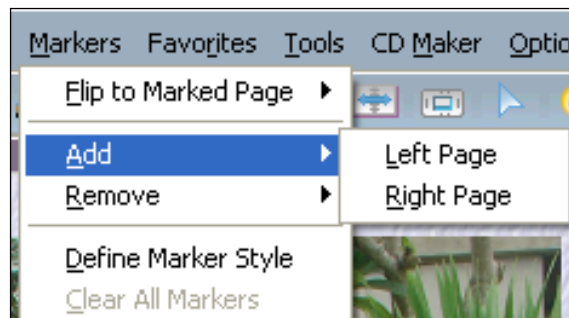 Markers Favorites Tools CD Maker Optio
Flip to Marked Page
Add
Left Page
Remove
Right Page
Define Marker Style
Clear All Markers